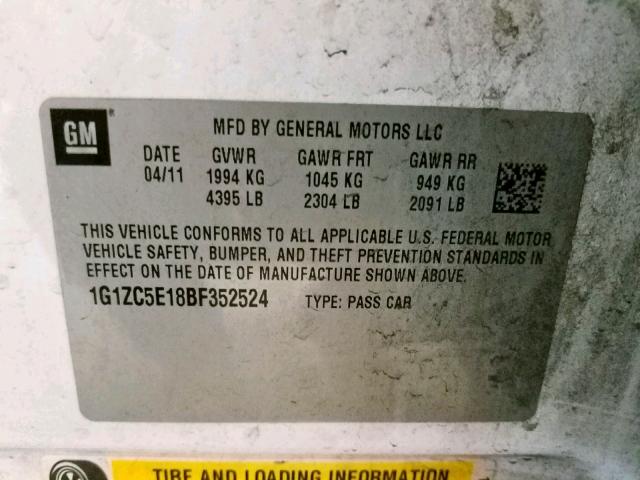 GM
MFD BY GENERAL MOTORS LLC
DATE GVWR GAWR FRT GAWR RR
04/11 1994 KG 1045 KG 949 KG
4395 LB 2304 LB 2091 LB
THIS VEHICLE CONFORMS TO ALL APPLICABLE U.S. FEDERAL MOTOR
VEHICLE SAFETY, BUMPER, AND THEFT PREVENTION STANDARDS IN
EFFECT ON THE DATE OF MANUFACTURE SHOWN ABOVE.
1G1ZC5E18BF352524 TYPE: PASS CAR
TIRE AND LOADING INFORMATION